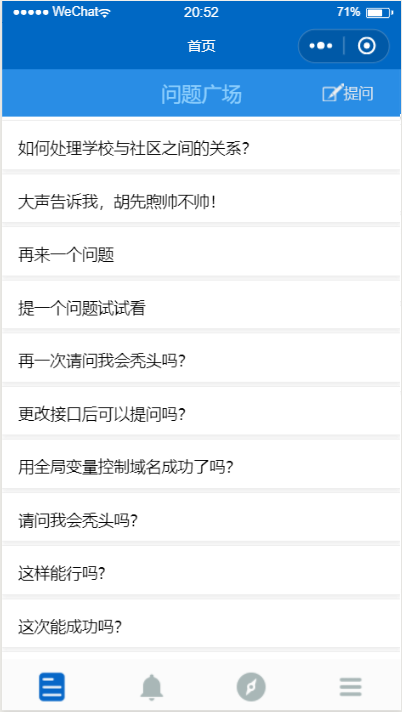 WeChat 20:52 71%
首页
问题广场 提问
如何处理学校与社区之间的关系?
大声告诉我，胡先煦帅不帅!
再来一个问题
提一个问题试试看
再一次请问我会秃头吗?
更改接口后可以提问吗?
用全局变量控制域名成功了吗?
请问我会秃头吗?
这样能行吗?
这次能成功吗?